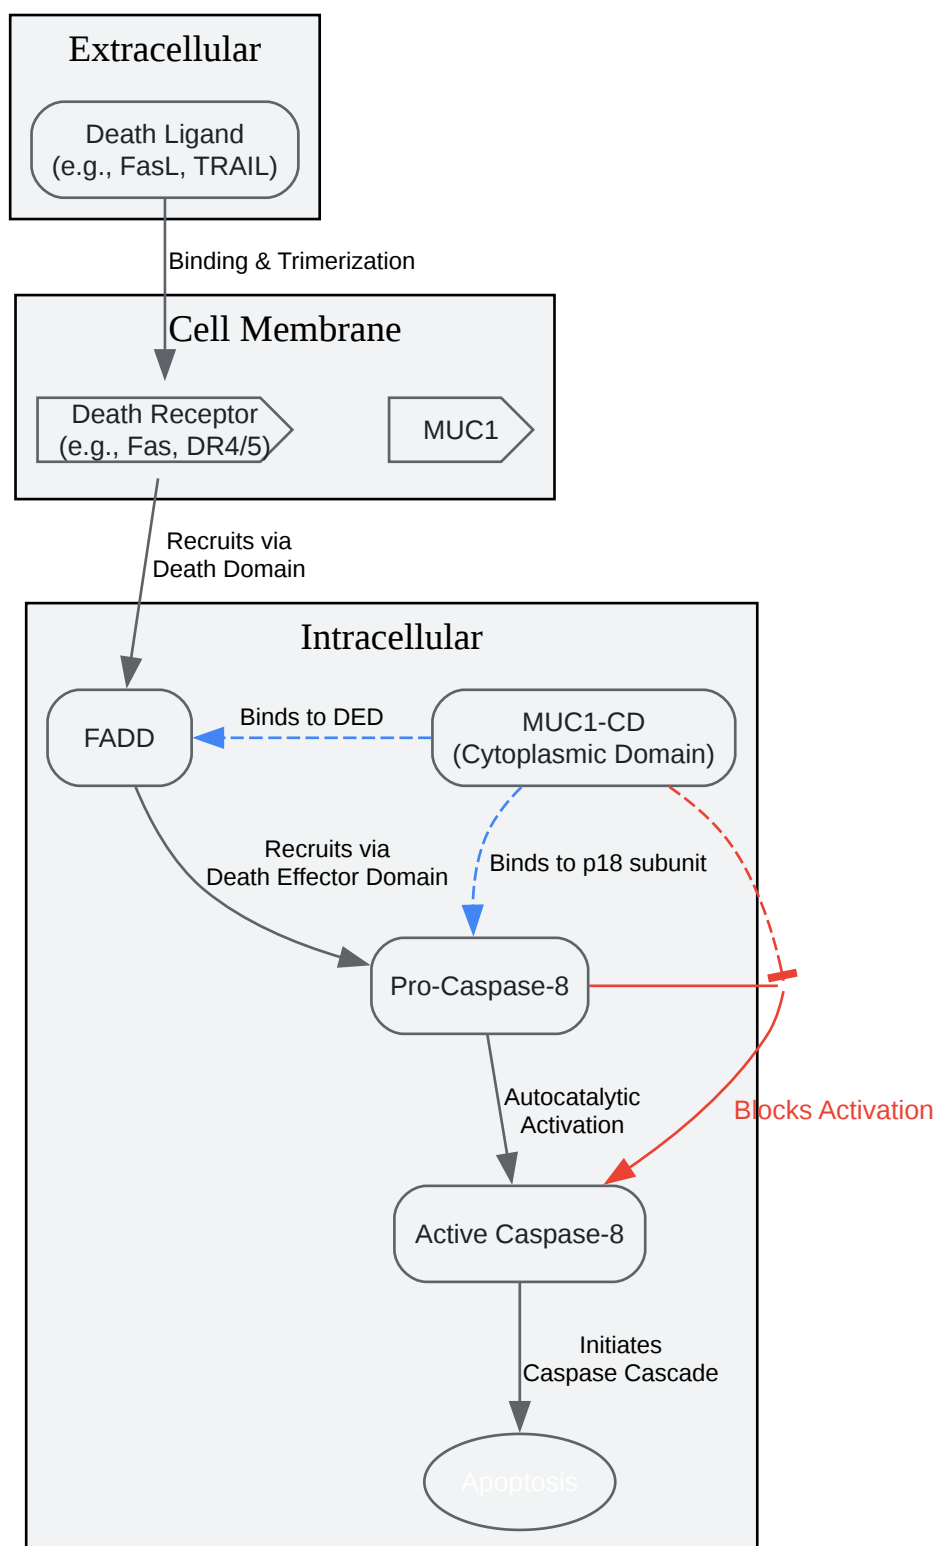 Extracellular
Death Ligand
(e.g., FasL, TRAIL)
Binding & Trimerization
Cell Membrane
Death Receptor
(e.g., Fas, DR4/5)
MUC1
Recruits via
Death Domain
Intracellular
FADD
Binds to DED
MUC1-CD
(Cytoplasmic Domain)
Recruits via
Death Effector Domain
Binds to p18 subunit
Pro-Caspase-8
Autocatalytic
Activation
Blocks Activation
Active Caspase-8
Initiates
Caspase Cascade
Apoptosis